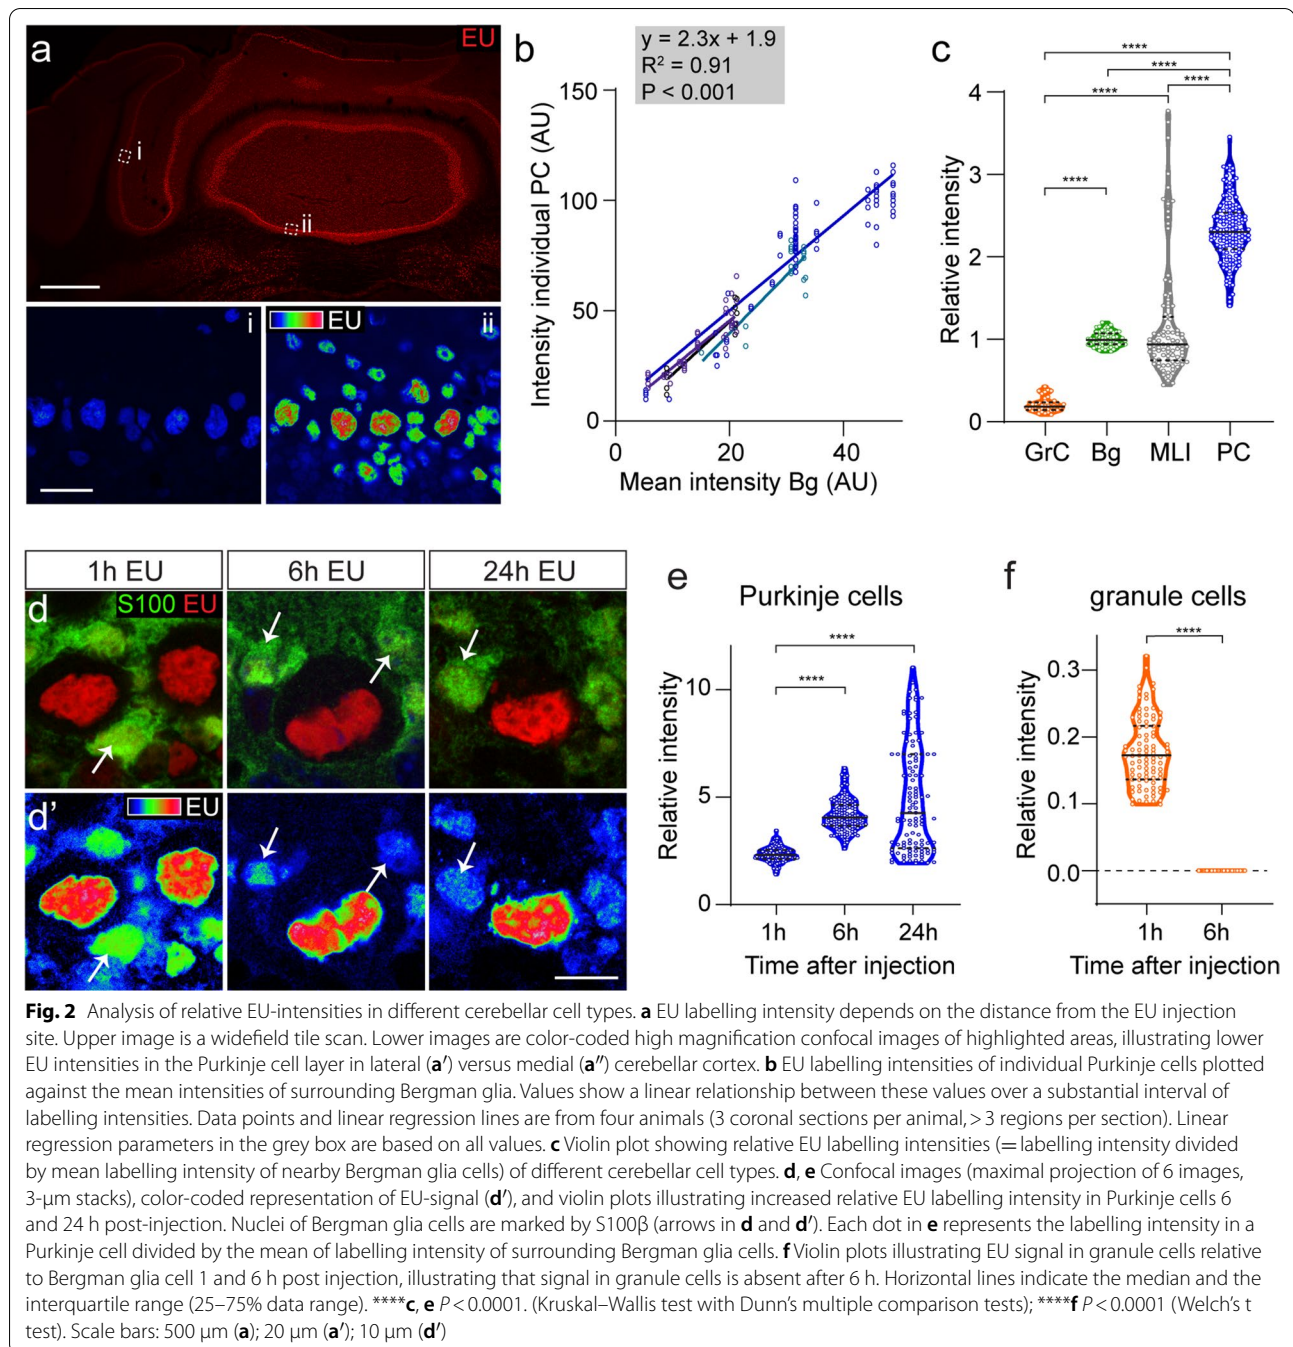 a
EU
i
ii
i
EU
ii
b
y = 2.3x + 1.9
R² = 0.91
P < 0.001
Intensity individual PC (AU)
150
100
50
0
0
20
40
Mean intensity Bg (AU)
c
****
****
****
****
****
Relative intensity
4
3
2
1
0
GrC
Bg
MLI
PC
1h EU
6h EU
24h EU
d
S100 EU
d'
EU
e
Purkinje cells
****
****
Relative intensity
10
5
0
1h
6h
24h
Time after injection
f
granule cells
****
Relative intensity
0.3
0.2
0.1
0.0
1h
6h
Time after injection
Fig. 2 Analysis of relative EU-intensities in different cerebellar cell types. a EU labelling intensity depends on the distance from the EU injection
site. Upper image is a widefield tile scan. Lower images are color-coded high magnification confocal images of highlighted areas, illustrating lower
EU intensities in the Purkinje cell layer in lateral (a′) versus medial (a″) cerebellar cortex. b EU labelling intensities of individual Purkinje cells plotted
against the mean intensities of surrounding Bergman glia. Values show a linear relationship between these values over a substantial interval of
labelling intensities. Data points and linear regression lines are from four animals (3 coronal sections per animal, > 3 regions per section). Linear
regression parameters in the grey box are based on all values. c Violin plot showing relative EU labelling intensities (= labelling intensity divided
by mean labelling intensity of nearby Bergman glia cells) of different cerebellar cell types. d, e Confocal images (maximal projection of 6 images,
3-µm stacks), color-coded representation of EU-signal (d′), and violin plots illustrating increased relative EU labelling intensity in Purkinje cells 6
and 24 h post-injection. Nuclei of Bergman glia cells are marked by S100β (arrows in d and d′). Each dot in e represents the labelling intensity in a
Purkinje cell divided by the mean of labelling intensity of surrounding Bergman glia cells. f Violin plots illustrating EU signal in granule cells relative
to Bergman glia cell 1 and 6 h post injection, illustrating that signal in granule cells is absent after 6 h. Horizontal lines indicate the median and the
interquartile range (25–75% data range). ****c, e P < 0.0001. (Kruskal–Wallis test with Dunn's multiple comparison tests); ****f P < 0.0001 (Welch's t
test). Scale bars: 500 µm (a); 20 µm (a′); 10 µm (d′)